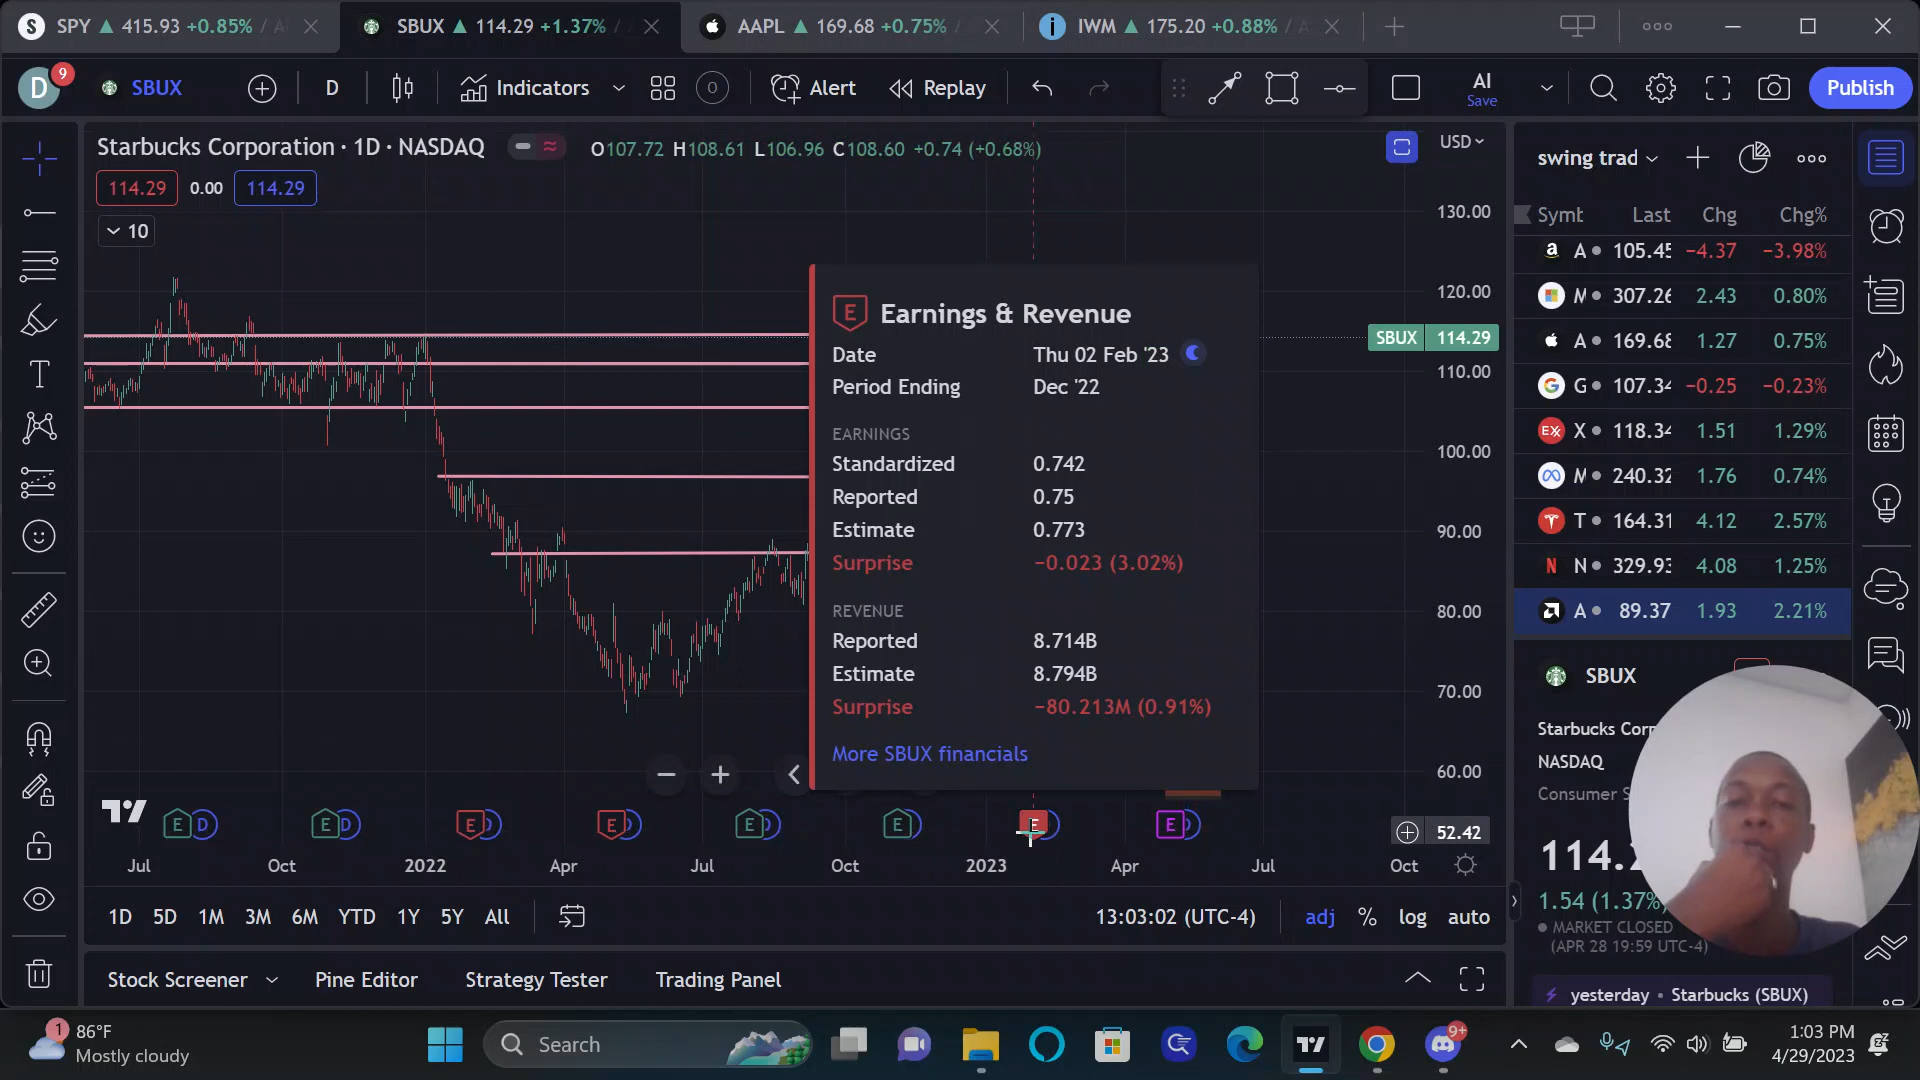 S SPY 415.93 +0.85% / A
SBUX 114.29 +1.37% /
AAPL 169.68 +0.75% /
i IWM 175.20 +0.88% / A
D 9 SBUX D Indicators Alert Replay AI Save Publish
Starbucks Corporation · 1D · NASDAQ O107.72 H108.61 L106.96 C108.60 +0.74 (+0.68%) USD
114.29 0.00 114.29
10
130.00
120.00
SBUX 114.29
110.00
100.00
90.00
80.00
70.00
60.00
52.42
E Earnings & Revenue
Date Thu 02 Feb '23
Period Ending Dec '22
EARNINGS
Standardized 0.742
Reported 0.75
Estimate 0.773
Surprise −0.023 (3.02%)
REVENUE
Reported 8.714B
Estimate 8.794B
Surprise −80.213M (0.91%)
More SBUX financials
E D E D E E E E E E
Jul Oct 2022 Apr Jul Oct 2023 Apr Jul Oct
1D 5D 1M 3M 6M YTD 1Y 5Y All 13:03:02 (UTC-4) adj % log auto
Stock Screener Pine Editor Strategy Tester Trading Panel
swing trad
Symt Last Chg Chg%
A 105.45 −4.37 −3.98%
M 307.26 2.43 0.80%
A 169.68 1.27 0.75%
G 107.34 −0.25 −0.23%
X 118.34 1.51 1.29%
M 240.32 1.76 0.74%
T 164.31 4.12 2.57%
N 329.93 4.08 1.25%
A 89.37 1.93 2.21%
SBUX
Starbucks Cor
NASDAQ
Consumer S
114.2
1.54 (1.37%)
MARKET CLOSED
(APR 28 19:59 UTC-4)
yesterday • Starbucks (SBUX)
1 86°F
Mostly cloudy
Search
9+
1:03 PM
4/29/2023